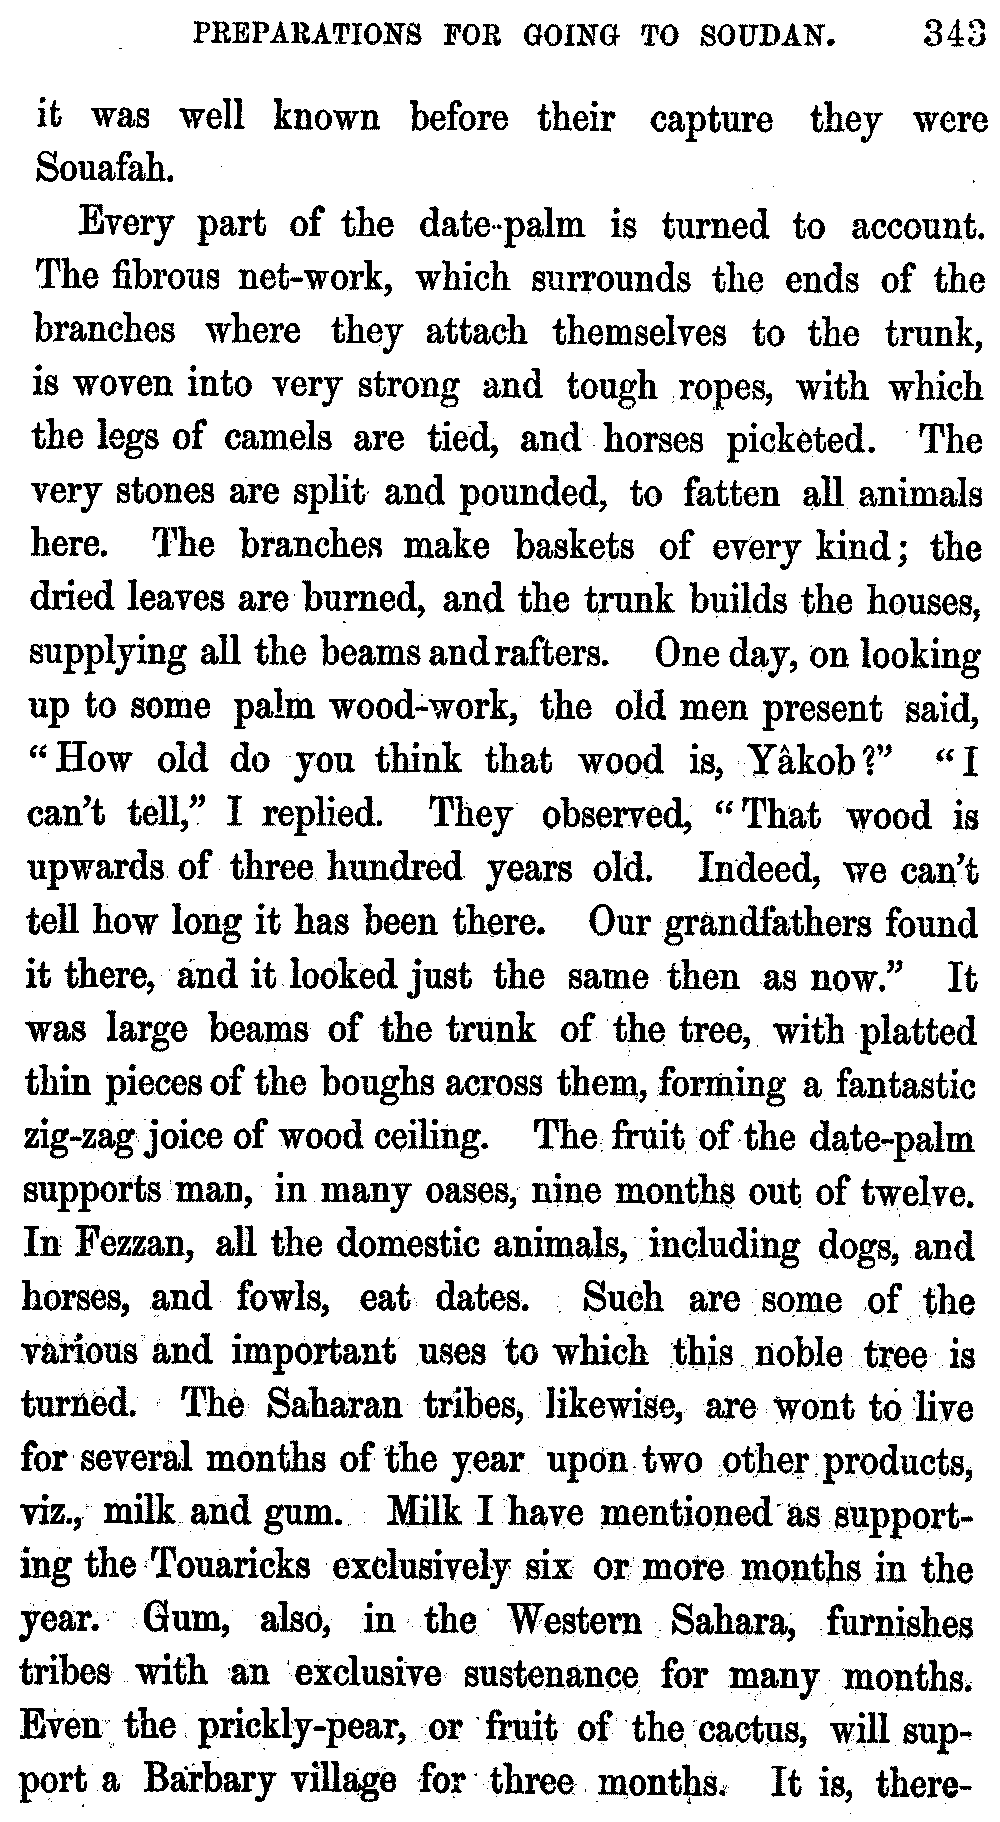 PREPARATIONS FOR GOING TO SOUDAN. 343
it was well known before their capture they were
Souafah.
Every part of the date-palm is turned to account.
The fibrous net-work, which surrounds the ends of the
branches where they attach themselves to the trunk,
is woven into very strong and tough ropes, with which
the legs of camels are tied, and horses picketed. The
very stones are split and pounded, to fatten all animals
here. The branches make baskets of every kind; the
dried leaves are burned, and the trunk builds the houses,
supplying all the beams and rafters. One day, on looking
up to some palm wood-work, the old men present said,
“How old do you think that wood is, Yâkob?” “I
can't tell,” I replied. They observed, “That wood is
upwards of three hundred years old. Indeed, we can't
tell how long it has been there. Our grandfathers found
it there, and it looked just the same then as now.” It
was large beams of the trunk of the tree, with platted
thin pieces of the boughs across them, forming a fantastic
zig-zag joice of wood ceiling. The fruit of the date-palm
supports man, in many oases, nine months out of twelve.
In Fezzan, all the domestic animals, including dogs, and
horses, and fowls, eat dates. Such are some of the
various and important uses to which this noble tree is
turned. The Saharan tribes, likewise, are wont to live
for several months of the year upon two other products,
viz., milk and gum. Milk I have mentioned as support-
ing the Touaricks exclusively six or more months in the
year. Gum, also, in the Western Sahara, furnishes
tribes with an exclusive sustenance for many months.
Even the prickly-pear, or fruit of the cactus, will sup-
port a Barbary village for three months. It is, there-